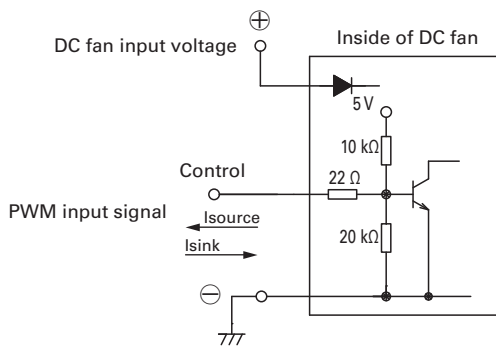 ⊕
DC fan input voltage
Inside of DC fan
5 V
10 kΩ
Control
22 Ω
PWM input signal
Isource
Isink
20 kΩ
⊖